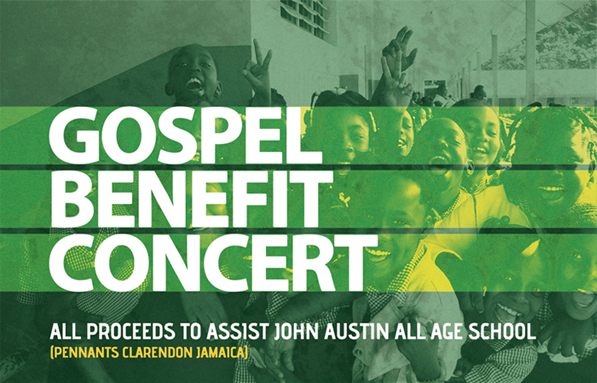 GOSPEL
BENEFIT
CONCERT
ALL PROCEEDS TO ASSIST JOHN AUSTIN ALL AGE SCHOOL
(PENNANTS CLARENDON JAMAICA)